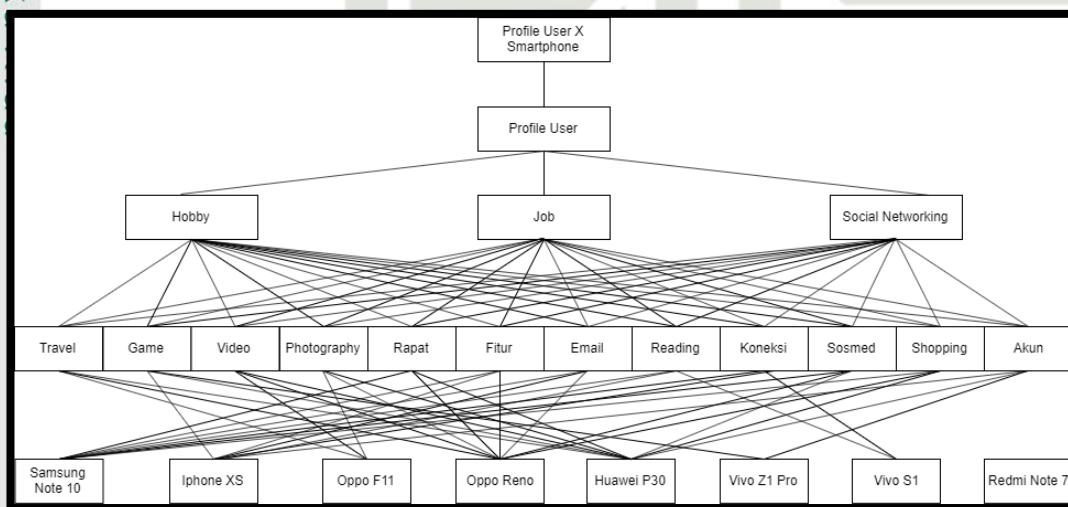 Profile User X
Smartphone
Profile User
Hobby
Job
Social Networking
Travel
Game
Video
Photography
Rapat
Fitur
Email
Reading
Koneksi
Sosmed
Shopping
Akun
Samsung
Note 10
Iphone XS
Oppo F11
Oppo Reno
Huawei P30
Vivo Z1 Pro
Vivo S1
Redmi Note 7